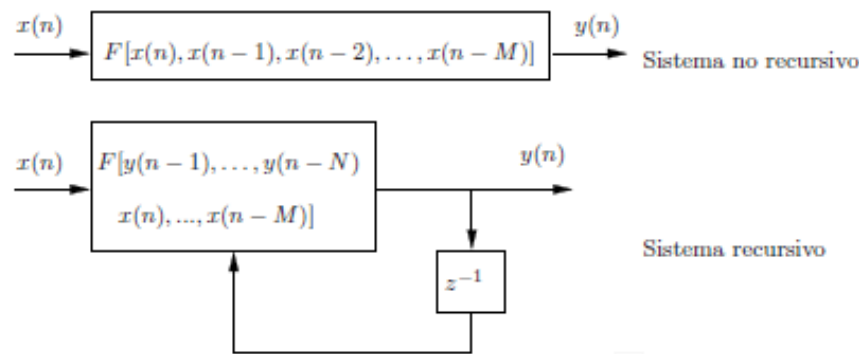 x(n)
F[x(n), x(n − 1), x(n − 2), . . . , x(n − M)]
y(n)
Sistema no recursivo
x(n)
F[y(n − 1), . . . , y(n − N)
x(n), ..., x(n − M)]
y(n)
z⁻¹
Sistema recursivo